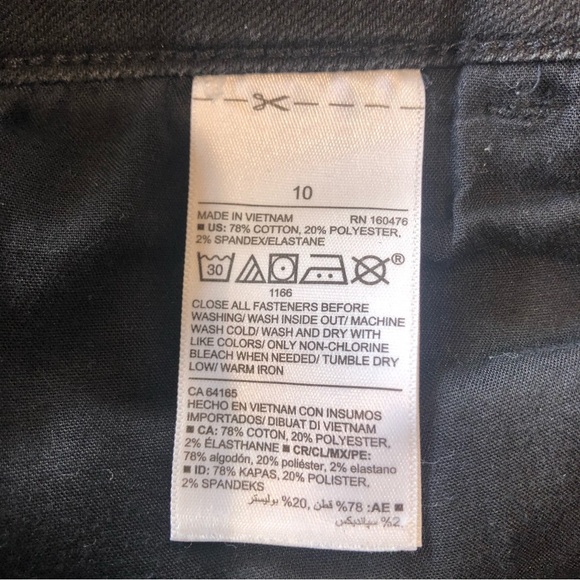 10
MADE IN VIETNAM RN 160476
■ US: 78% COTTON, 20% POLYESTER,
2% SPANDEX/ELASTANE
30 ®
1166
CLOSE ALL FASTENERS BEFORE
WASHING/ WASH INSIDE OUT/ MACHINE
WASH COLD/ WASH AND DRY WITH
LIKE COLORS/ ONLY NON-CHLORINE
BLEACH WHEN NEEDED/ TUMBLE DRY
LOW/ WARM IRON
CA 64165
HECHO EN VIETNAM CON INSUMOS
IMPORTADOS/ DIBUAT DI VIETNAM
■ CA: 78% COTON, 20% POLYESTER,
2% ÉLASTHANNE ■ CR/CL/MX/PE:
78% algodón, 20% poliéster, 2% elastano
■ ID: 78% KAPAS, 20% POLISTER,
2% SPANDEKS
■ AE: 78% قطن, 20% بوليستر
2% سباندیکس